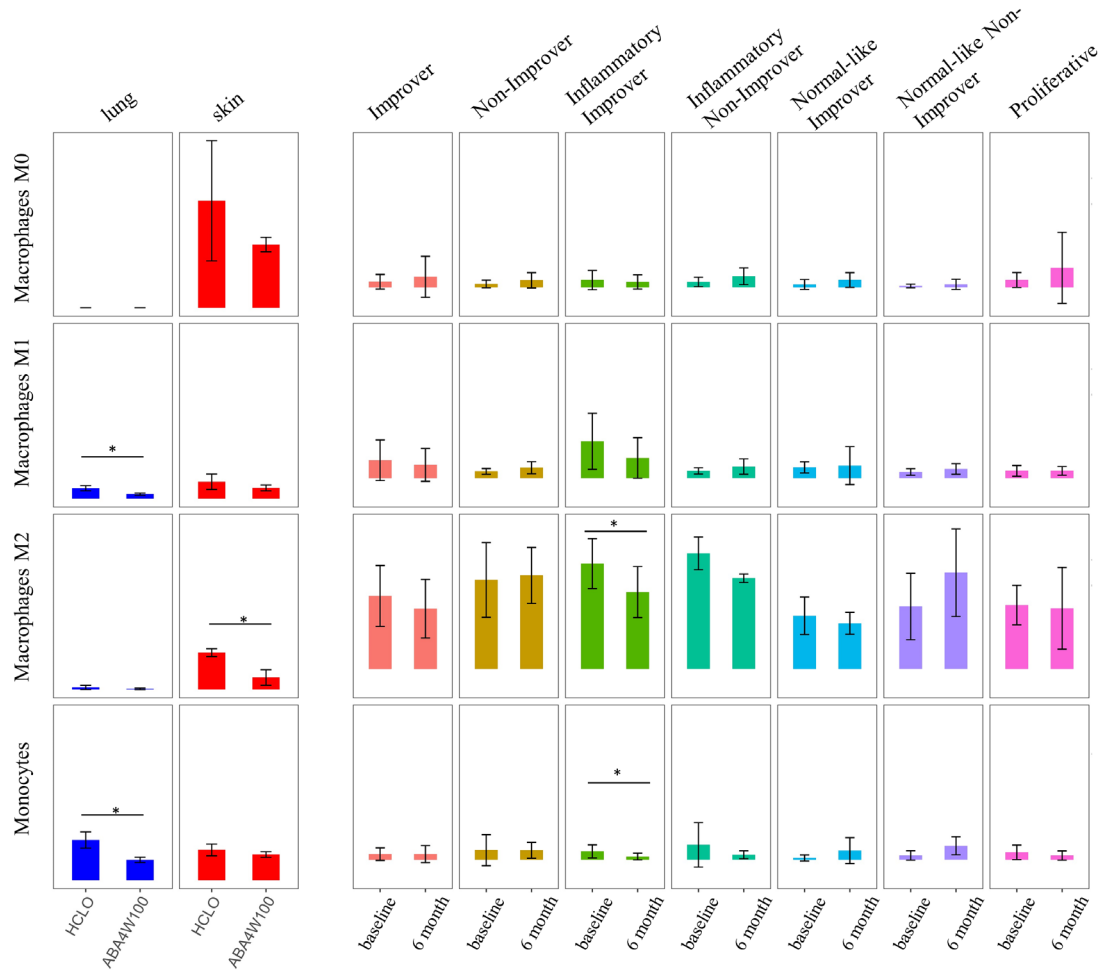 lung
skin
Improver
Non-Improver
Inflammatory
Improver
Inflammatory
Non-Improver
Normal-like
Improver
Normal-like Non-
Improver
Proliferative
Macrophages M0
Macrophages M1
*
Macrophages M2
*
*
Monocytes
*
*
HCLO
ABA4W100
HCLO
ABA4W100
baseline
6 month
baseline
6 month
baseline
6 month
baseline
6 month
baseline
6 month
baseline
6 month
baseline
6 month